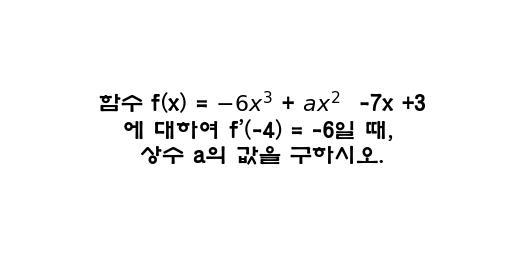 함수 f(x) = −6x³ + ax² -7x +3
에 대하여 f’(-4) = -6일 때,
상수 a의 값을 구하시오.